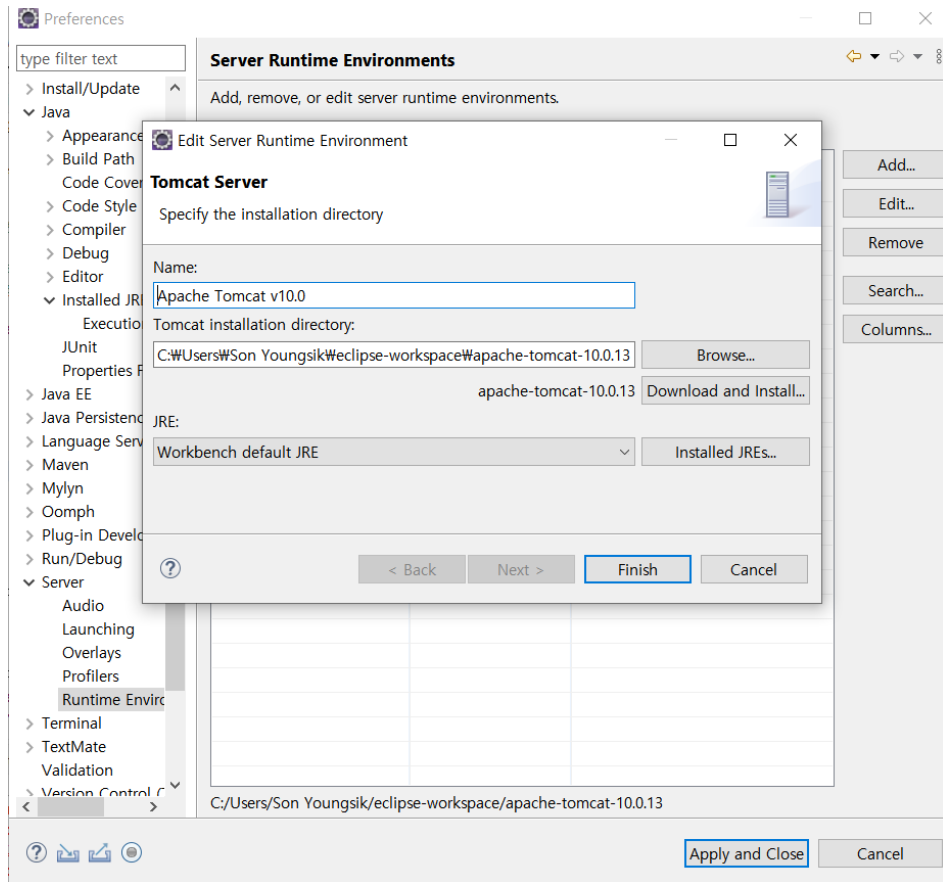 Preferences
type filter text
Install/Update
Java
Appearance
Build Path
Code Cover
Code Style
Compiler
Debug
Editor
Installed JR
Executio
JUnit
Properties F
Java EE
Java Persistenc
Language Serv
Maven
Mylyn
Oomph
Plug-in Develo
Run/Debug
Server
Audio
Launching
Overlays
Profilers
Runtime Enviro
Terminal
TextMate
Validation
Version Control (
Server Runtime Environments
Add, remove, or edit server runtime environments.
Add...
Edit...
Remove
Search...
Columns...
Edit Server Runtime Environment
Tomcat Server
Specify the installation directory
Name:
Apache Tomcat v10.0
Tomcat installation directory:
C:₩Users₩Son Youngsik₩eclipse-workspace₩apache-tomcat-10.0.13 Browse...
apache-tomcat-10.0.13 Download and Install...
JRE:
Workbench default JRE Installed JREs...
< Back Next > Finish Cancel
C:/Users/Son Youngsik/eclipse-workspace/apache-tomcat-10.0.13
Apply and Close Cancel